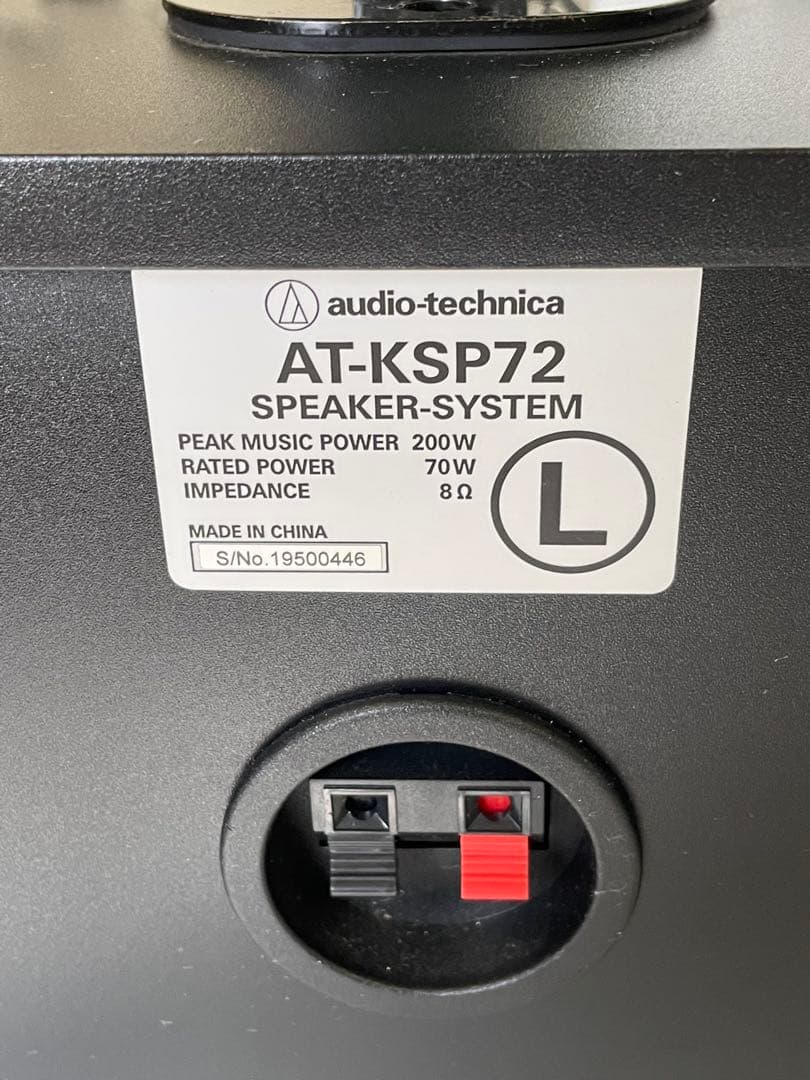 audio-technica
AT-KSP72
SPEAKER-SYSTEM
PEAK MUSIC POWER 200W
RATED POWER 70W
IMPEDANCE 8Ω
L
MADE IN CHINA
S/No.19500446